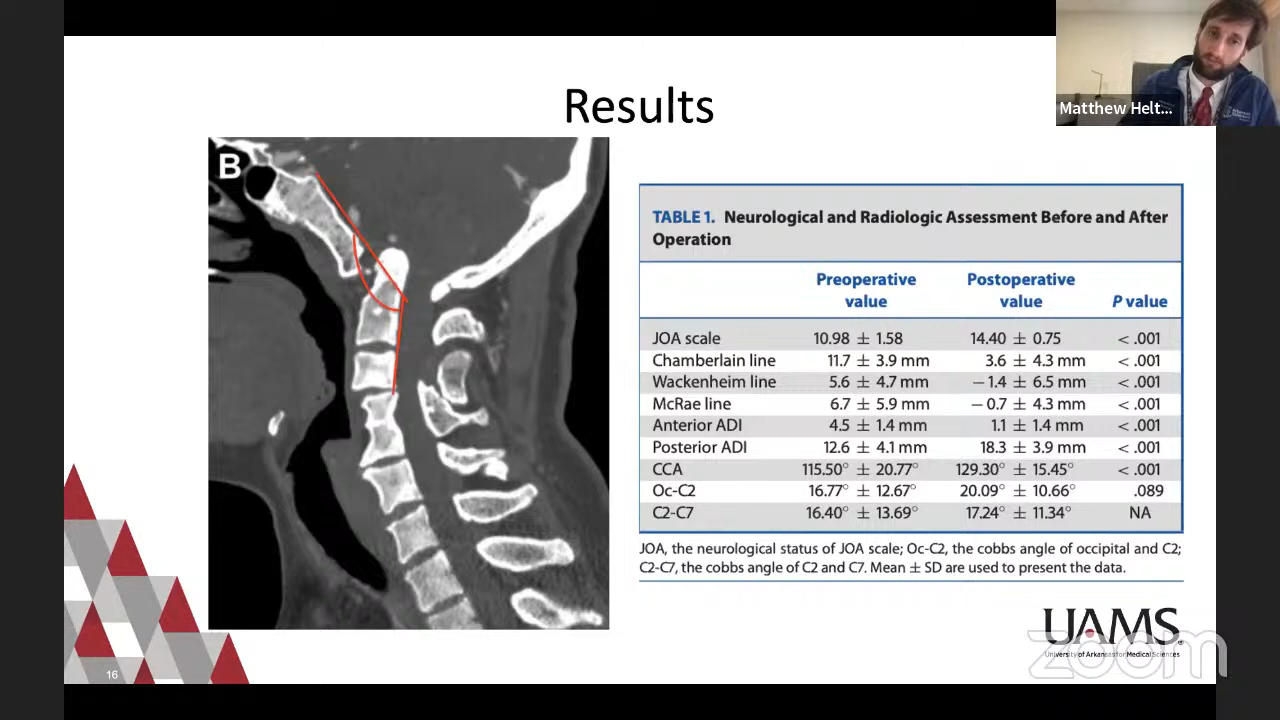 Matthew Helt...
Results
B
TABLE 1. Neurological and Radiologic Assessment Before and After
Operation
Preoperative value Postoperative value P value
JOA scale 10.98 ± 1.58 14.40 ± 0.75 < .001
Chamberlain line 11.7 ± 3.9 mm 3.6 ± 4.3 mm < .001
Wackenheim line 5.6 ± 4.7 mm − 1.4 ± 6.5 mm < .001
McRae line 6.7 ± 5.9 mm − 0.7 ± 4.3 mm < .001
Anterior ADI 4.5 ± 1.4 mm 1.1 ± 1.4 mm < .001
Posterior ADI 12.6 ± 4.1 mm 18.3 ± 3.9 mm < .001
CCA 115.50° ± 20.77° 129.30° ± 15.45° < .001
Oc-C2 16.77° ± 12.67° 20.09° ± 10.66° .089
C2-C7 16.40° ± 13.69° 17.24° ± 11.34° NA
JOA, the neurological status of JOA scale; Oc-C2, the cobbs angle of occipital and C2;
C2-C7, the cobbs angle of C2 and C7. Mean ± SD are used to present the data.
UAMS
University of Arkansas for Medical Sciences
zoom
16